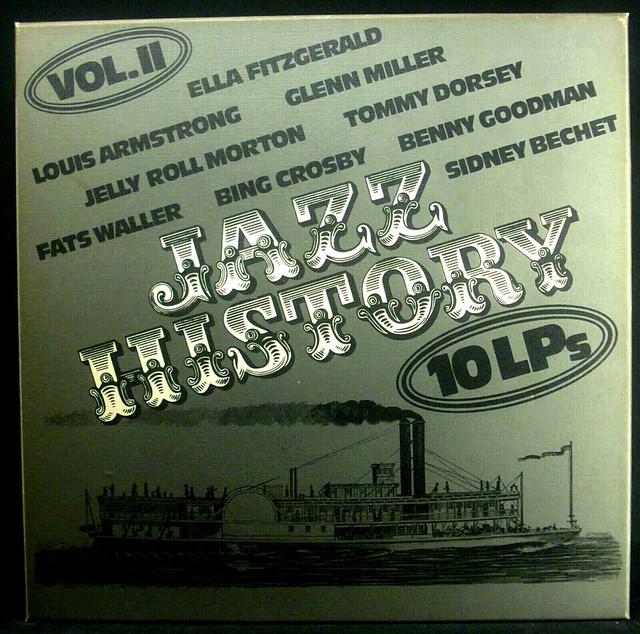 VOL. II
ELLA FITZGERALD
LOUIS ARMSTRONG
GLENN MILLER
JELLY ROLL MORTON
TOMMY DORSEY
FATS WALLER
BING CROSBY
BENNY GOODMAN
SIDNEY BECHET
JAZZ
HISTORY
10 LPs